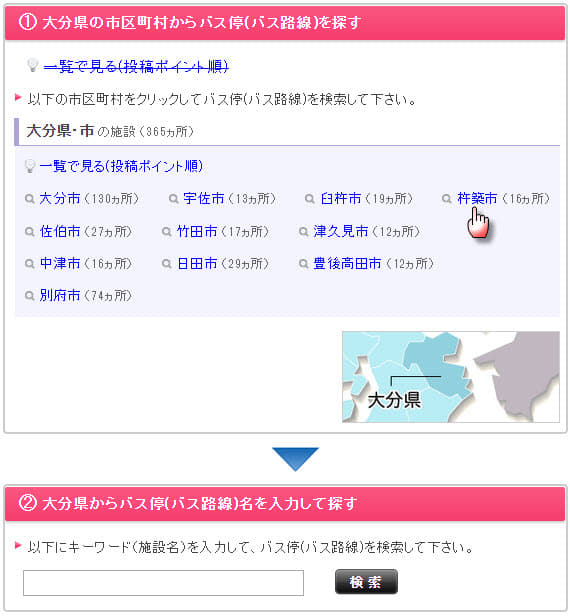 ① 大分県の市区町村からバス停(バス路線)を探す
一覧で見る(投稿ポイント順)
以下の市区町村をクリックしてバス停(バス路線)を検索して下さい。
大分県・市 の施設（365ヵ所）
一覧で見る(投稿ポイント順)
大分市（130ヵ所） 宇佐市（13ヵ所） 臼杵市（19ヵ所） 杵築市（16ヵ所）
佐伯市（27ヵ所） 竹田市（17ヵ所） 津久見市（12ヵ所）
中津市（16ヵ所） 日田市（29ヵ所） 豊後高田市（12ヵ所）
別府市（74ヵ所）
大分県
② 大分県からバス停(バス路線)名を入力して探す
以下にキーワード（施設名）を入力して、バス停(バス路線)を検索して下さい。
検 索